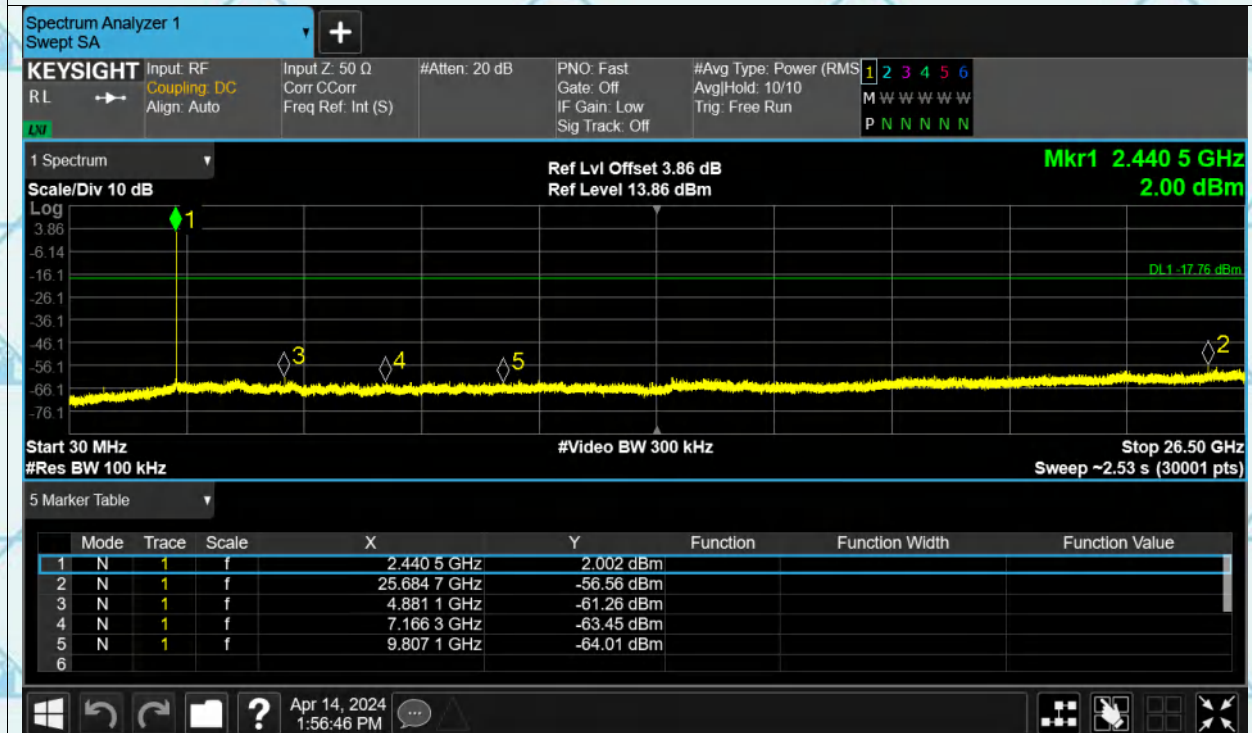 Spectrum Analyzer 1
Swept SA
+
KEYSIGHT Input: RF Input Z: 50 Ω #Atten: 20 dB PNO: Fast #Avg Type: Power (RMS 1 2 3 4 5 6
RL Coupling: DC Corr CCorr Gate: Off Avg|Hold: 10/10 M W W W W W
Align: Auto Freq Ref: Int (S) IF Gain: Low Trig: Free Run
LXI Sig Track: Off P N N N N N
1 Spectrum Ref Lvl Offset 3.86 dB Mkr1 2.440 5 GHz
Scale/Div 10 dB Ref Level 13.86 dBm 2.00 dBm
Log
1
3.86
-6.14
-16.1 DL1 -17.76 dBm
-26.1
-36.1
-46.1
3 4 5 2
-56.1
-66.1
-76.1
Start 30 MHz #Video BW 300 kHz Stop 26.50 GHz
#Res BW 100 kHz Sweep ~2.53 s (30001 pts)
5 Marker Table
Mode Trace Scale X Y Function Function Width Function Value
1 N 1 f 2.440 5 GHz 2.002 dBm
2 N 1 f 25.684 7 GHz -56.56 dBm
3 N 1 f 4.881 1 GHz -61.26 dBm
4 N 1 f 7.166 3 GHz -63.45 dBm
5 N 1 f 9.807 1 GHz -64.01 dBm
6
? Apr 14, 2024
1:56:46 PM